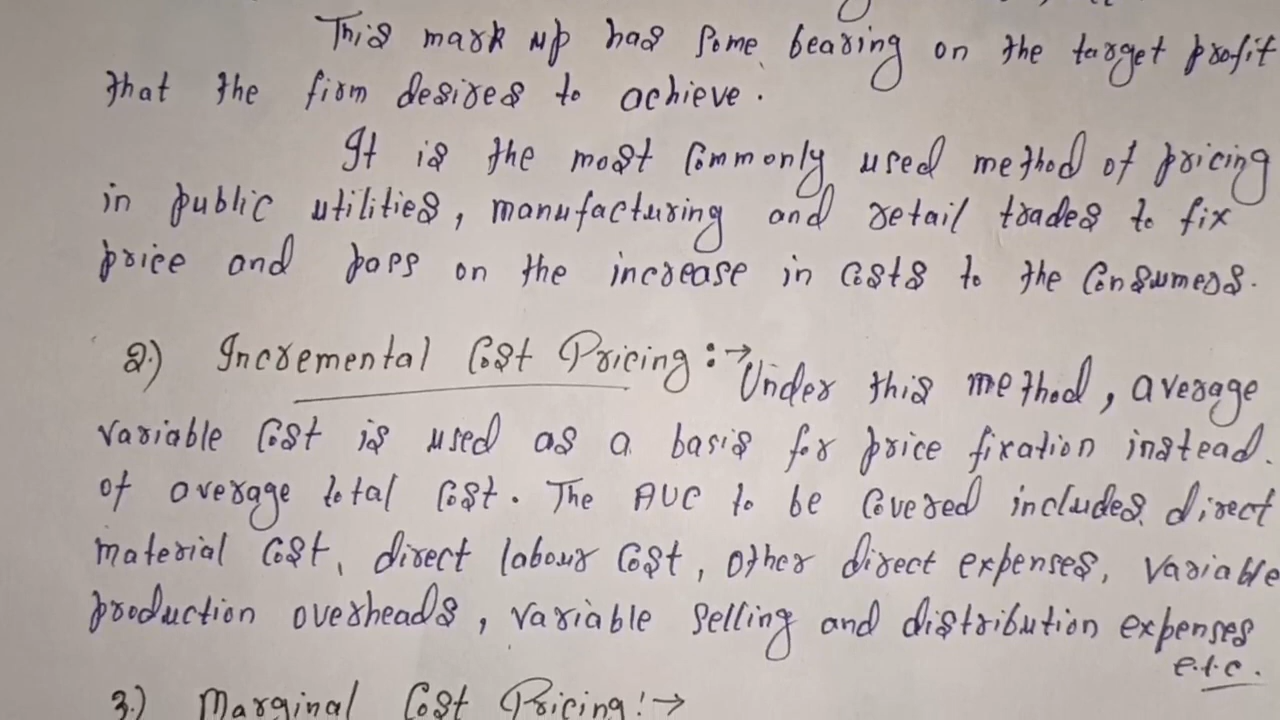 This mark up has some bearing on the target profit
that the firm desires to achieve.
It is the most commonly used method of pricing
in public utilities, manufacturing and retail trades to fix
price and pass on the increase in costs to the consumers.
2.) Incremental Cost Pricing :→ Under this method, average
variable cost is used as a basis for price fixation instead.
of average total cost. The AVC to be covered includes direct
material cost, direct labour cost, other direct expenses, variable
production overheads, variable selling and distribution expenses
e.t.c.
3.) Marginal Cost Pricing :→